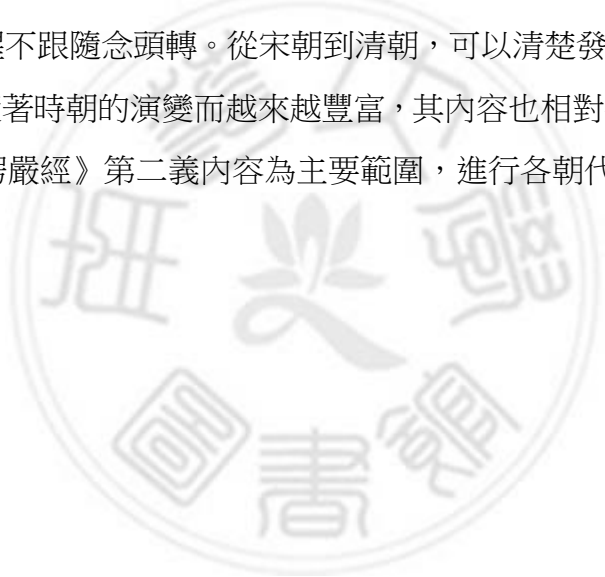 不跟隨念頭轉。從宋朝到清朝,可以清楚發
著時朝的演變而越來越豐富,其內容也相對
嚴經》第二義內容為主要範圍,進行各朝代